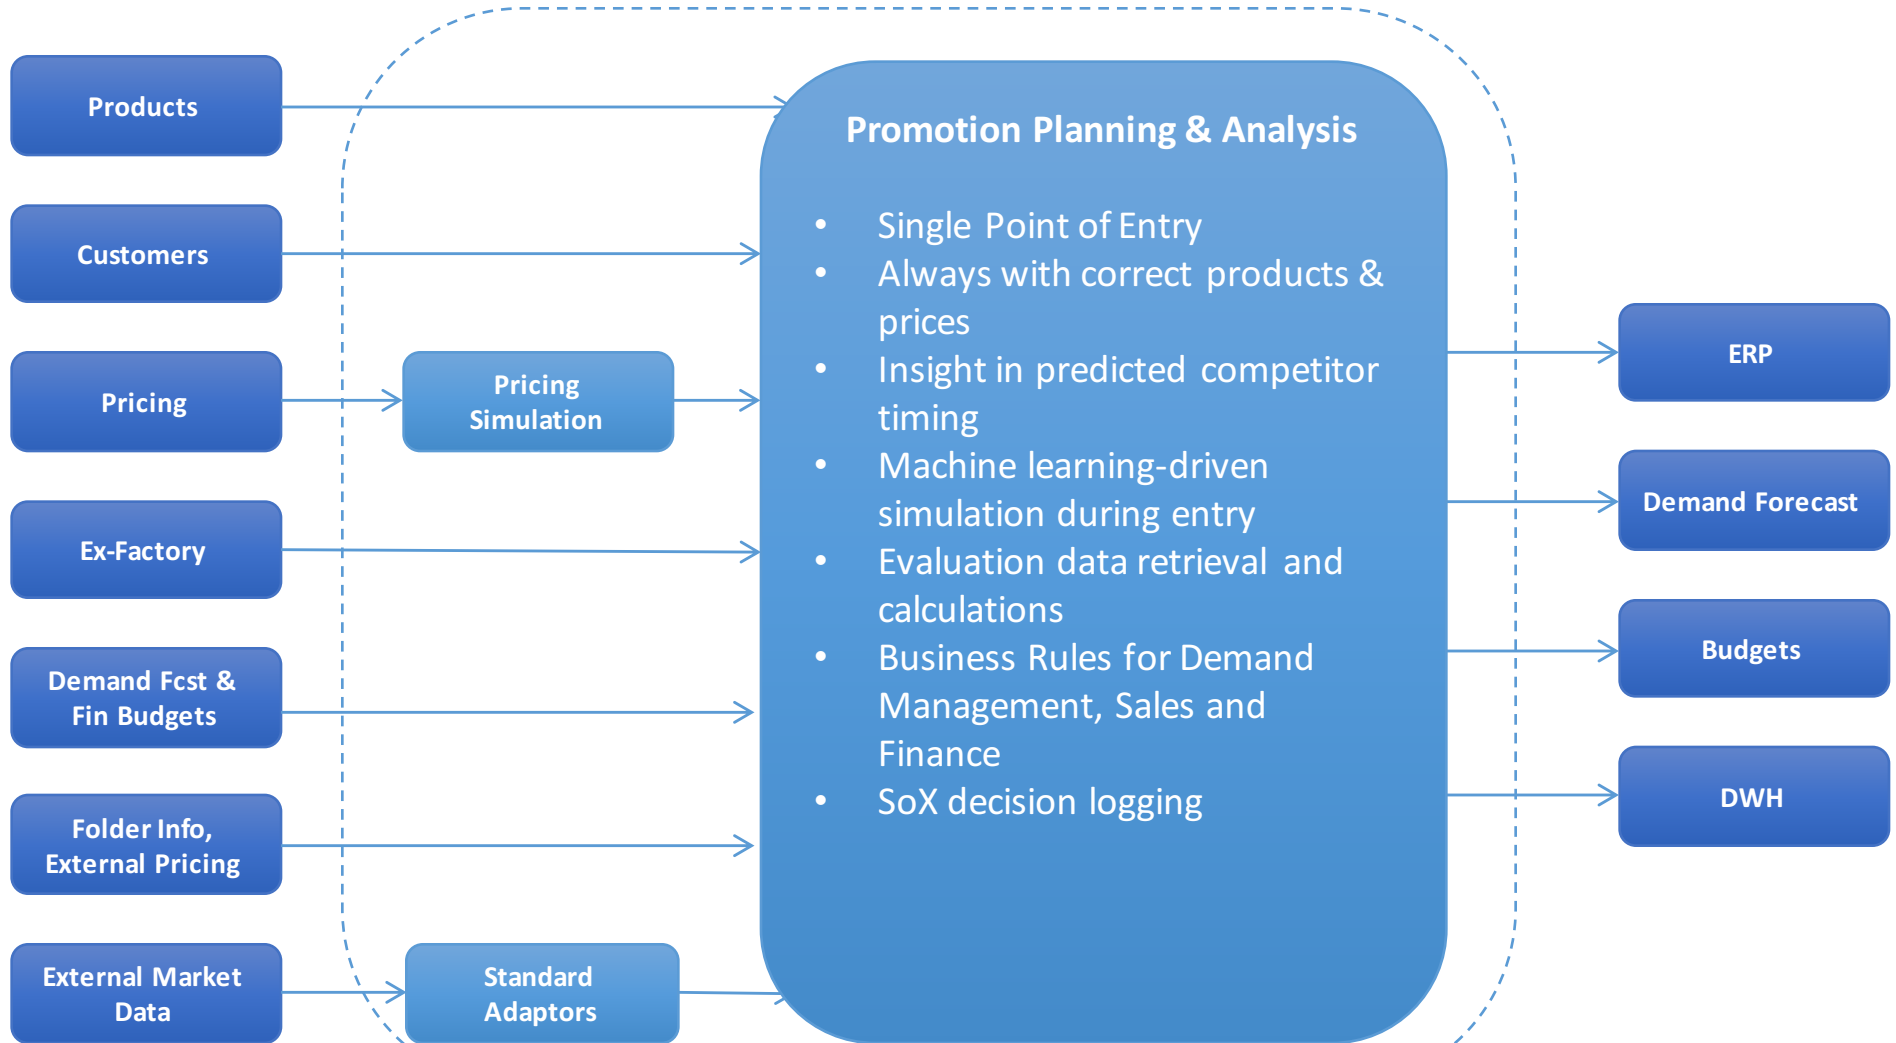 Products
Customers
Pricing
Ex-Factory
Demand Fcst &
Fin Budgets
Folder Info,
External Pricing
External Market
Data
Pricing
Simulation
Standard
Adaptors
Promotion Planning & Analysis
• Single Point of Entry
• Always with correct products &
prices
• Insight in predicted competitor
timing
• Machine learning-driven
simulation during entry
• Evaluation data retrieval and
calculations
• Business Rules for Demand
Management, Sales and
Finance
• SoX decision logging
ERP
Demand Forecast
Budgets
DWH